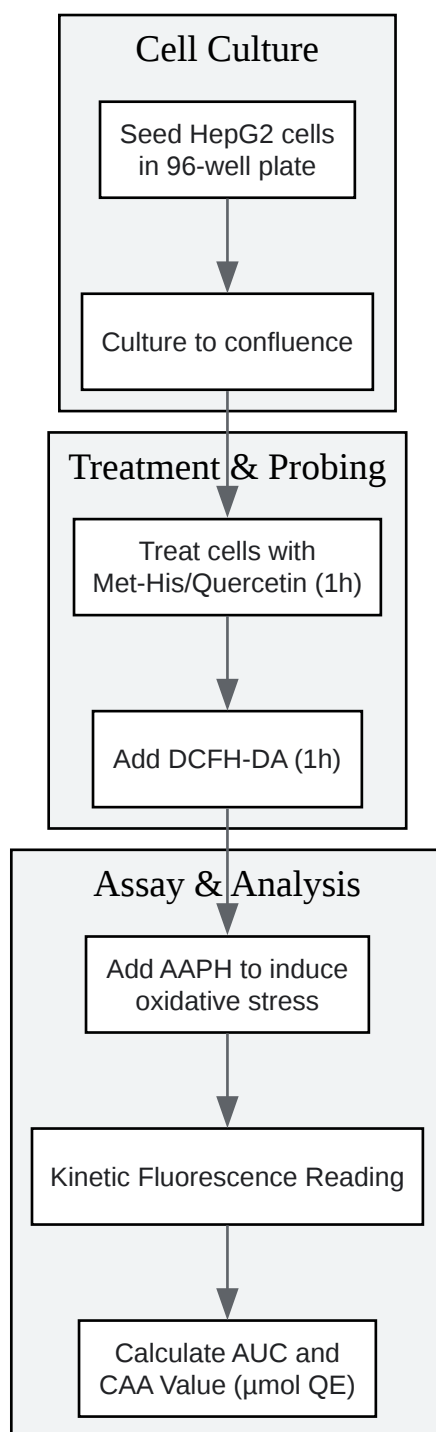 Cell Culture
Seed HepG2 cells
in 96-well plate
Culture to confluence
Treatment & Probing
Treat cells with
Met-His/Quercetin (1h)
Add DCFH-DA (1h)
Assay & Analysis
Add AAPH to induce
oxidative stress
Kinetic Fluorescence Reading
Calculate AUC and
CAA Value (µmol QE)